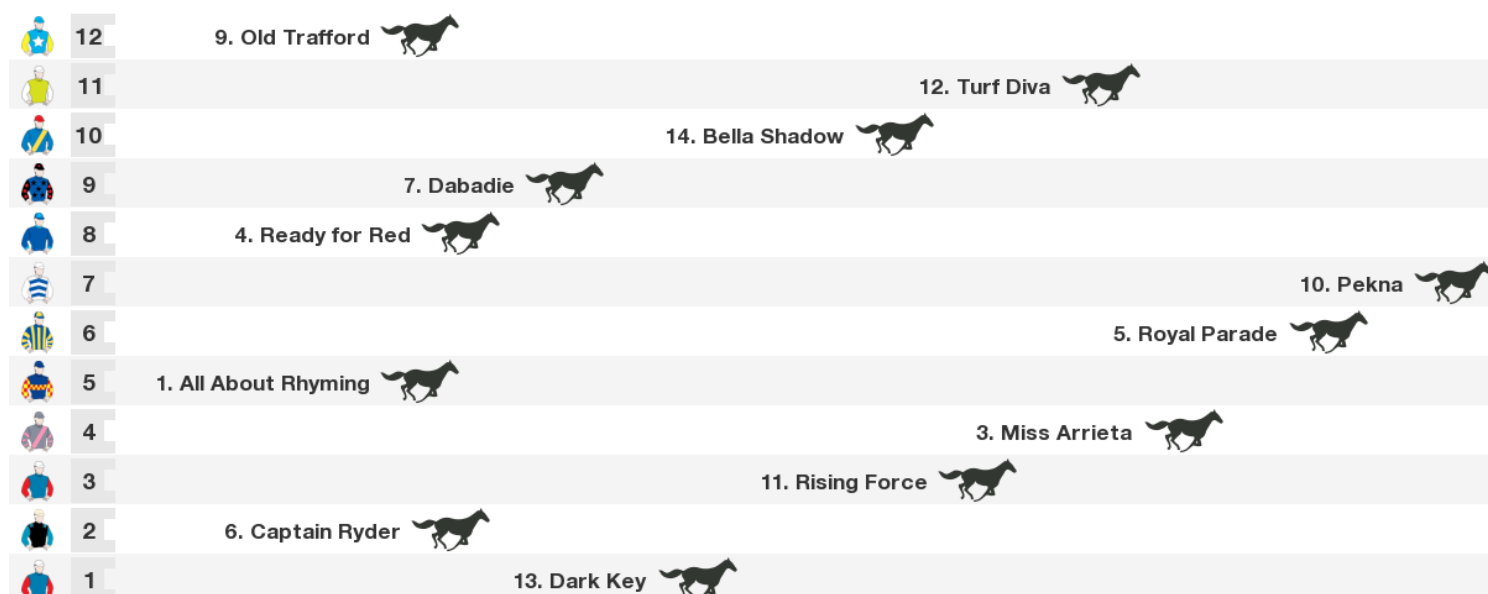 12 9. Old Trafford
11 12. Turf Diva
10 14. Bella Shadow
9 7. Dabadie
8 4. Ready for Red
7 10. Pekna
6 5. Royal Parade
5 1. All About Rhyming
4 3. Miss Arrieta
3 11. Rising Force
2 6. Captain Ryder
1 13. Dark Key